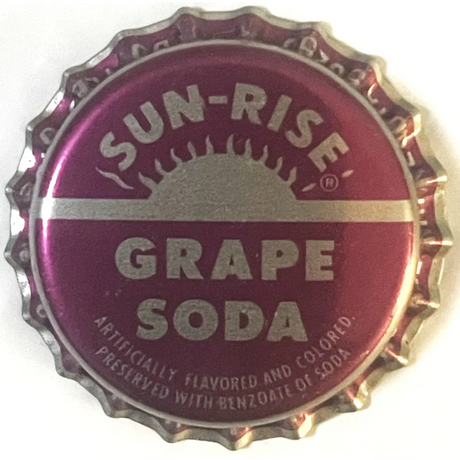 SUN-RISE
®
GRAPE
SODA
ARTIFICIALLY FLAVORED AND COLORED.
PRESERVED WITH BENZOATE OF SODA